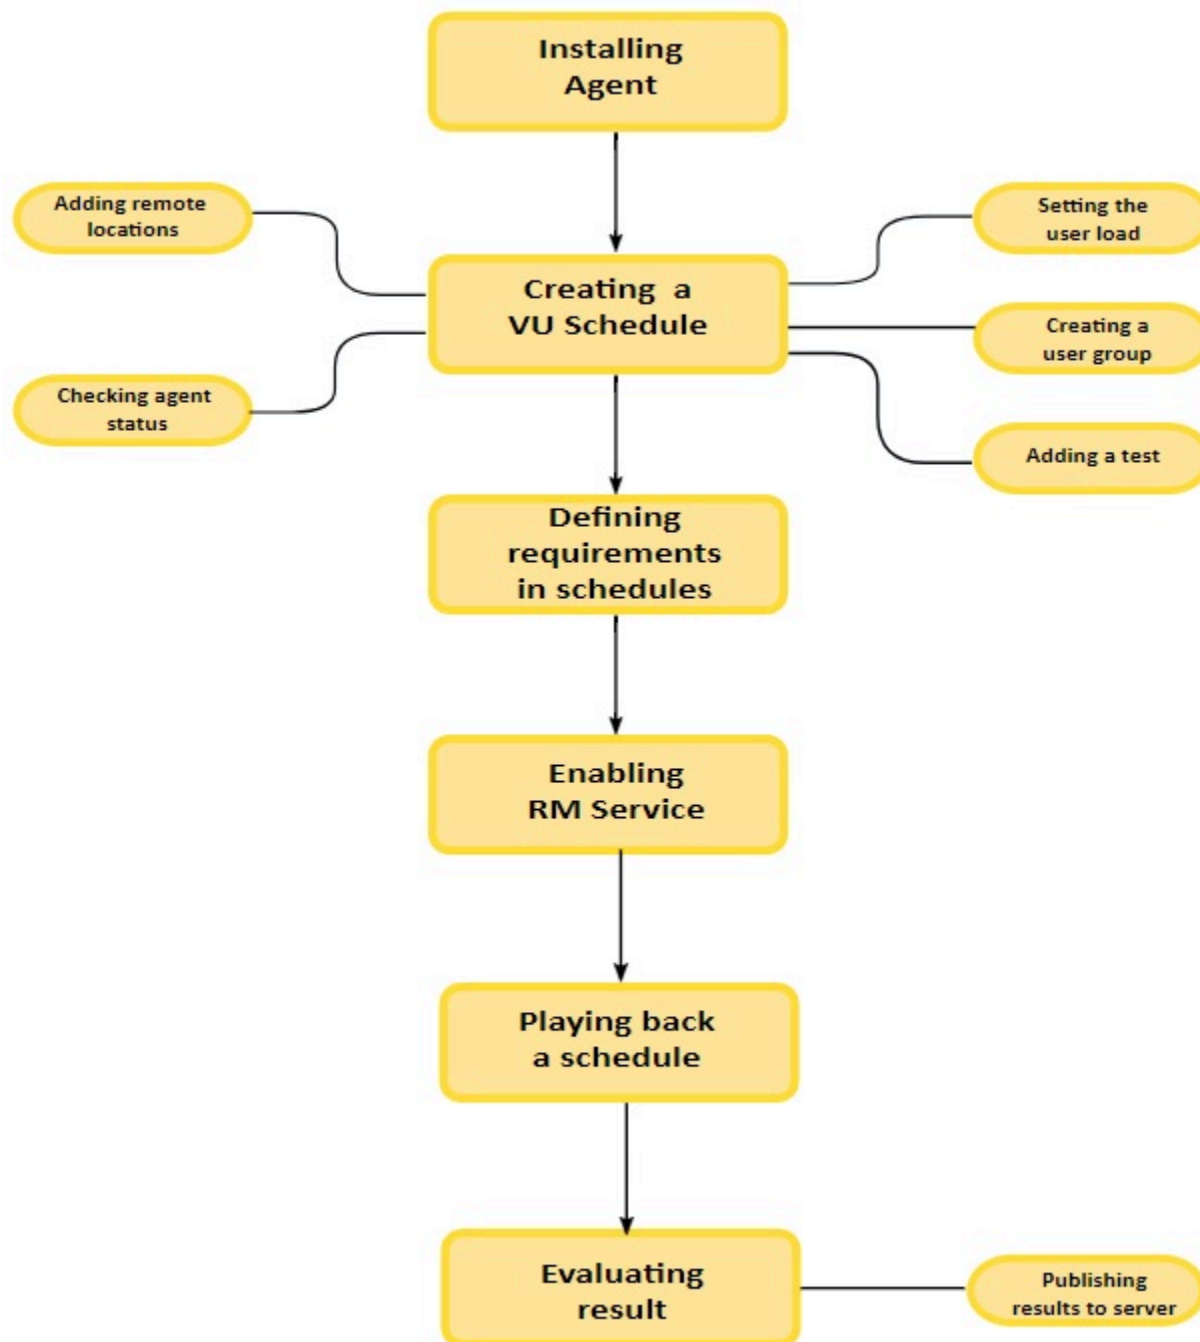 Installing
Agent
Adding remote
locations
Setting the
user load
Creating a
VU Schedule
Creating a
user group
Checking agent
status
Adding a test
Defining
requirements
in schedules
Enabling
RM Service
Playing back
a schedule
Evaluating
result
Publishing
results to server